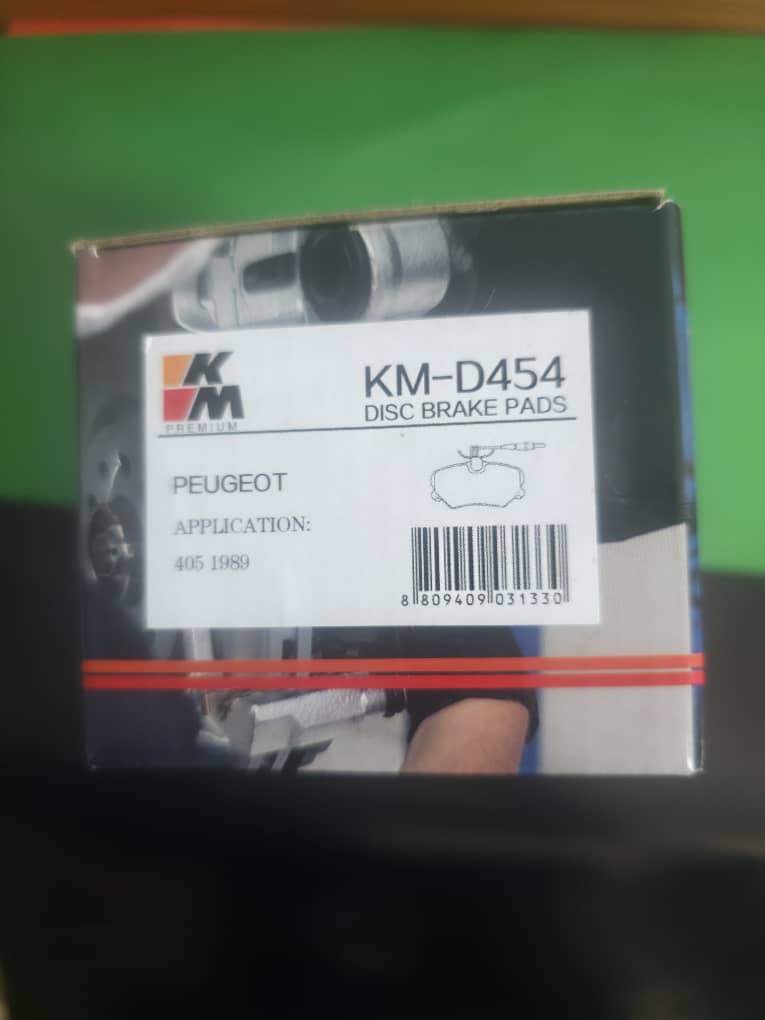 KM
PREMIUM
KM-D454
DISC BRAKE PADS
PEUGEOT
APPLICATION:
405 1989
8 809409 031330